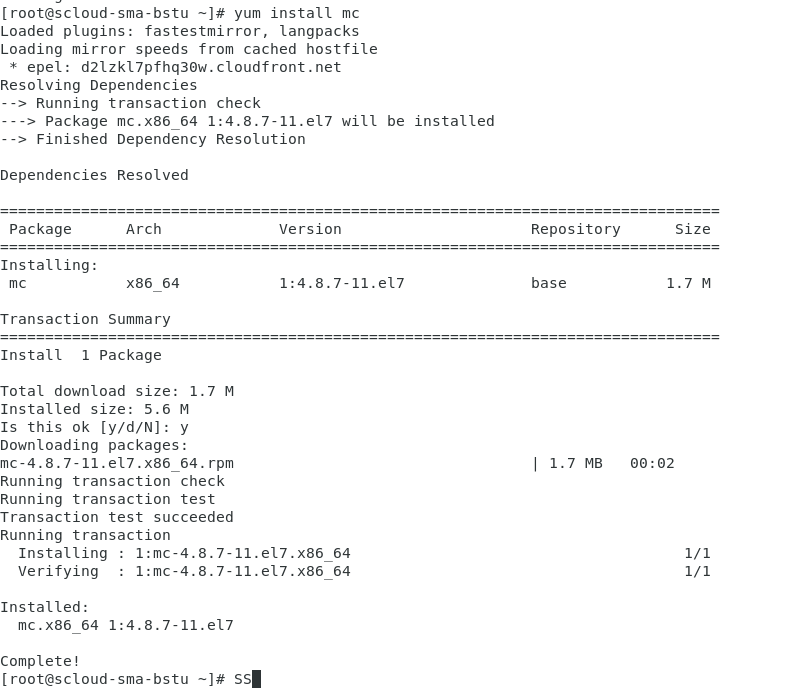 [root@scloud-sma-bstu ~]# yum install mc
Loaded plugins: fastestmirror, langpacks
Loading mirror speeds from cached hostfile
 * epel: d2lzkl7pfhq30w.cloudfront.net
Resolving Dependencies
--> Running transaction check
---> Package mc.x86_64 1:4.8.7-11.el7 will be installed
--> Finished Dependency Resolution

Dependencies Resolved

================================================================================
 Package      Arch             Version                     Repository      Size
================================================================================
Installing:
 mc           x86_64           1:4.8.7-11.el7              base           1.7 M

Transaction Summary
================================================================================
Install  1 Package

Total download size: 1.7 M
Installed size: 5.6 M
Is this ok [y/d/N]: y
Downloading packages:
mc-4.8.7-11.el7.x86_64.rpm                                 | 1.7 MB   00:02
Running transaction check
Running transaction test
Transaction test succeeded
Running transaction
  Installing : 1:mc-4.8.7-11.el7.x86_64                                     1/1
  Verifying  : 1:mc-4.8.7-11.el7.x86_64                                     1/1

Installed:
  mc.x86_64 1:4.8.7-11.el7

Complete!
[root@scloud-sma-bstu ~]# SS